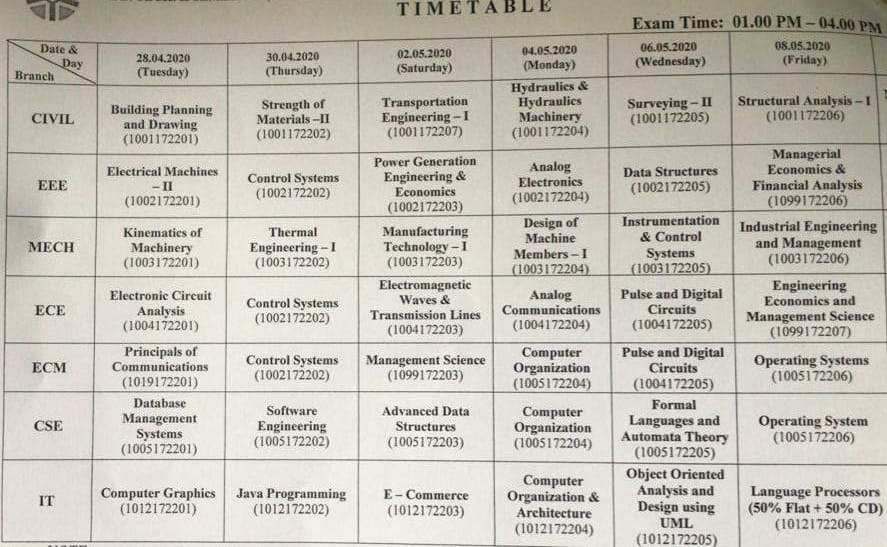 TIMETABLE
Exam Time: 01.00 PM – 04.00 PM
Date & Day
Branch
28.04.2020 (Tuesday)
30.04.2020 (Thursday)
02.05.2020 (Saturday)
04.05.2020 (Monday)
06.05.2020 (Wednesday)
08.05.2020 (Friday)
CIVIL
Building Planning
and Drawing
(1001172201)
Strength of
Materials –II
(1001172202)
Transportation
Engineering – I
(1001172207)
Hydraulics &
Hydraulics
Machinery
(1001172204)
Surveying – II
(1001172205)
Structural Analysis – I
(1001172206)
EEE
Electrical Machines
– II
(1002172201)
Control Systems
(1002172202)
Power Generation
Engineering &
Economics
(1002172203)
Analog
Electronics
(1002172204)
Data Structures
(1002172205)
Managerial
Economics &
Financial Analysis
(1099172206)
MECH
Kinematics of
Machinery
(1003172201)
Thermal
Engineering – I
(1003172202)
Manufacturing
Technology – I
(1003172203)
Design of
Machine
Members – I
(1003172204)
Instrumentation
& Control
Systems
(1003172205)
Industrial Engineering
and Management
(1003172206)
ECE
Electronic Circuit
Analysis
(1004172201)
Control Systems
(1002172202)
Electromagnetic
Waves &
Transmission Lines
(1004172203)
Analog
Communications
(1004172204)
Pulse and Digital
Circuits
(1004172205)
Engineering
Economics and
Management Science
(1099172207)
ECM
Principals of
Communications
(1019172201)
Control Systems
(1002172202)
Management Science
(1099172203)
Computer
Organization
(1005172204)
Pulse and Digital
Circuits
(1004172205)
Operating Systems
(1005172206)
CSE
Database
Management
Systems
(1005172201)
Software
Engineering
(1005172202)
Advanced Data
Structures
(1005172203)
Computer
Organization
(1005172204)
Formal
Languages and
Automata Theory
(1005172205)
Operating System
(1005172206)
IT
Computer Graphics
(1012172201)
Java Programming
(1012172202)
E – Commerce
(1012172203)
Computer
Organization &
Architecture
(1012172204)
Object Oriented
Analysis and
Design using
UML
(1012172205)
Language Processors
(50% Flat + 50% CD)
(1012172206)